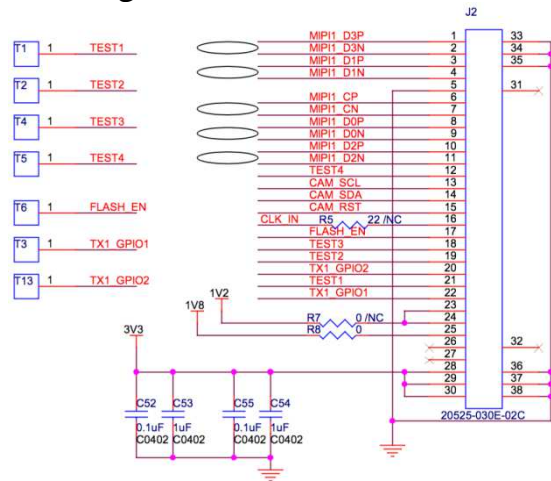 J2
T1 1 TEST1
T2 1 TEST2
T4 1 TEST3
T5 1 TEST4
T6 1 FLASH_EN
T3 1 TX1_GPIO1
T13 1 TX1_GPIO2
MIPI1_D3P 1 33
MIPI1_D3N 2 34
MIPI1_D1P 3 35
MIPI1_D1N 4
5 31
MIPI1_CP 6
MIPI1_CN 7
MIPI1_D0P 8
MIPI1_D0N 9
MIPI1_D2P 10
MIPI1_D2N 11
TEST4 12
CAM_SCL 13
CAM_SDA 14
CAM_RST 15
CLK_IN R5 22 /NC 16
FLASH_EN 17
TEST3 18
TEST2 19
TX1_GPIO2 20
TEST1 21
TX1_GPIO1 22
23
1V2 R7 0 /NC 24
1V8 R8 0 25
26 32
27
3V3 28 36
29 37
30 38
20525-030E-02C
C52 C53 C55 C54
0.1uF 1uF 0.1uF 1uF
C0402 C0402 C0402 C0402